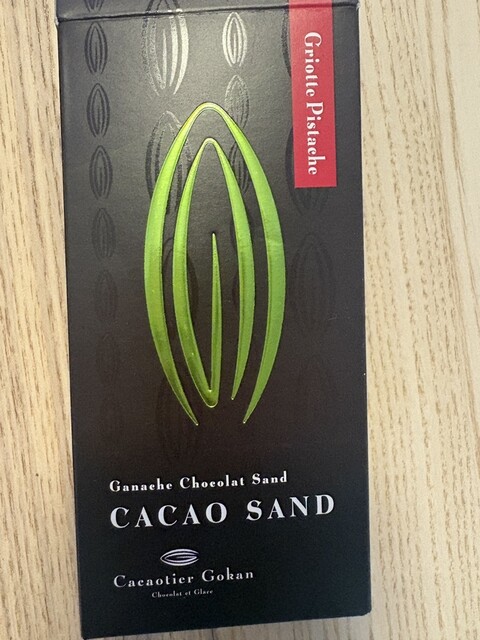 Griotte Pistache
Ganache Chocolat Sand
CACAO SAND
Cacaotier Gokan
Chocolat et Glace